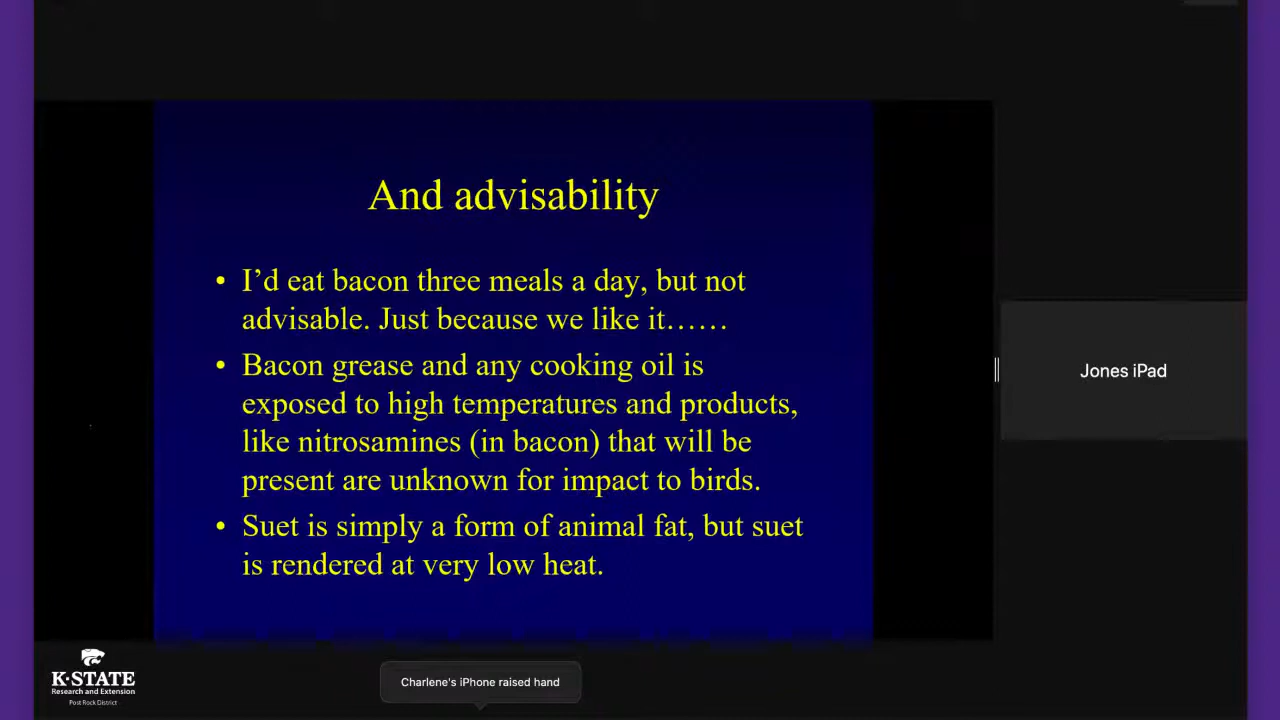 And advisability
• I’d eat bacon three meals a day, but not
advisable. Just because we like it……
• Bacon grease and any cooking oil is
exposed to high temperatures and products,
like nitrosamines (in bacon) that will be
present are unknown for impact to birds.
• Suet is simply a form of animal fat, but suet
is rendered at very low heat.
Jones iPad
K-STATE
Research and Extension
Post Rock District
Charlene's iPhone raised hand